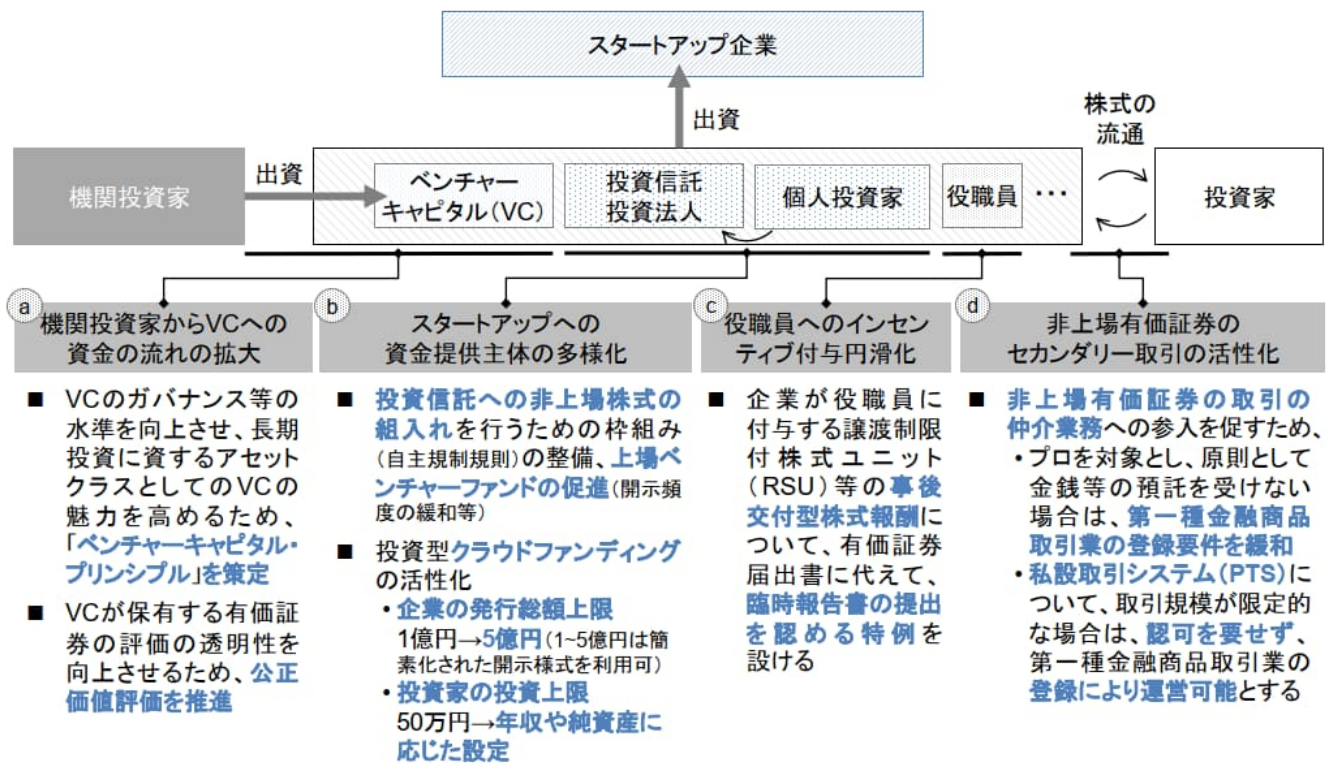 スタートアップ企業
出資
株式の
流通
機関投資家
出資
ベンチャー
キャピタル(VC)
投資信託
投資法人
個人投資家
役職員
…
投資家
a
機関投資家からVCへの
資金の流れの拡大
■ VCのガバナンス等の
水準を向上させ、長期
投資に資するアセット
クラスとしてのVCの
魅力を高めるため、
「ベンチャーキャピタル・
プリンシプル」を策定
■ VCが保有する有価証
券の評価の透明性を
向上させるため、公正
価値評価を推進
b
スタートアップへの
資金提供主体の多様化
■ 投資信託への非上場株式の
組入れを行うための枠組み
(自主規制規則)の整備、上場ベ
ンチャーファンドの促進(開示頻
度の緩和等)
■ 投資型クラウドファンディング
の活性化
・企業の発行総額上限
1億円→5億円(1~5億円は簡
素化された開示様式を利用可)
・投資家の投資上限
50万円→年収や純資産に
応じた設定
c
役職員へのインセン
ティブ付与円滑化
■ 企業が役職員に
付与する譲渡制限
付株式ユニット
(RSU)等の事後
交付型株式報酬に
ついて、有価証券
届出書に代えて、
臨時報告書の提出
を認める特例を
設ける
d
非上場有価証券の
セカンダリー取引の活性化
■ 非上場有価証券の取引の
仲介業務への参入を促すため、
・プロを対象とし、原則として
金銭等の預託を受けない
場合は、第一種金融商品
取引業の登録要件を緩和
・私設取引システム(PTS)に
ついて、取引規模が限定的
な場合は、認可を要せず、
第一種金融商品取引業の
登録により運営可能とする